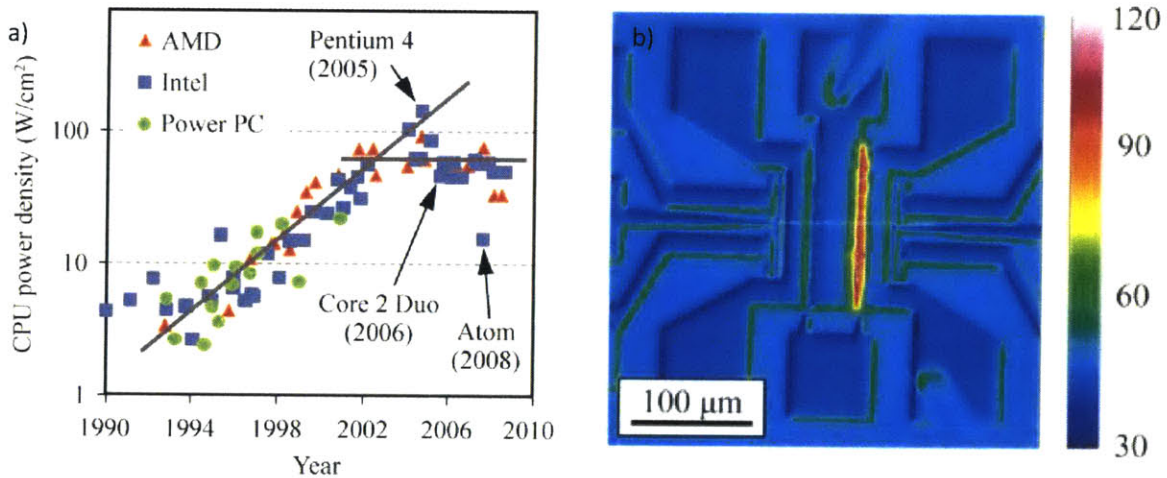 a)
AMD
Intel
Power PC
Pentium 4
(2005)
Core 2 Duo
(2006)
Atom
(2008)
CPU power density (W/cm²)
100
10
1
1990
1994
1998
2002
2006
2010
Year
b)
100 µm
120
90
60
30